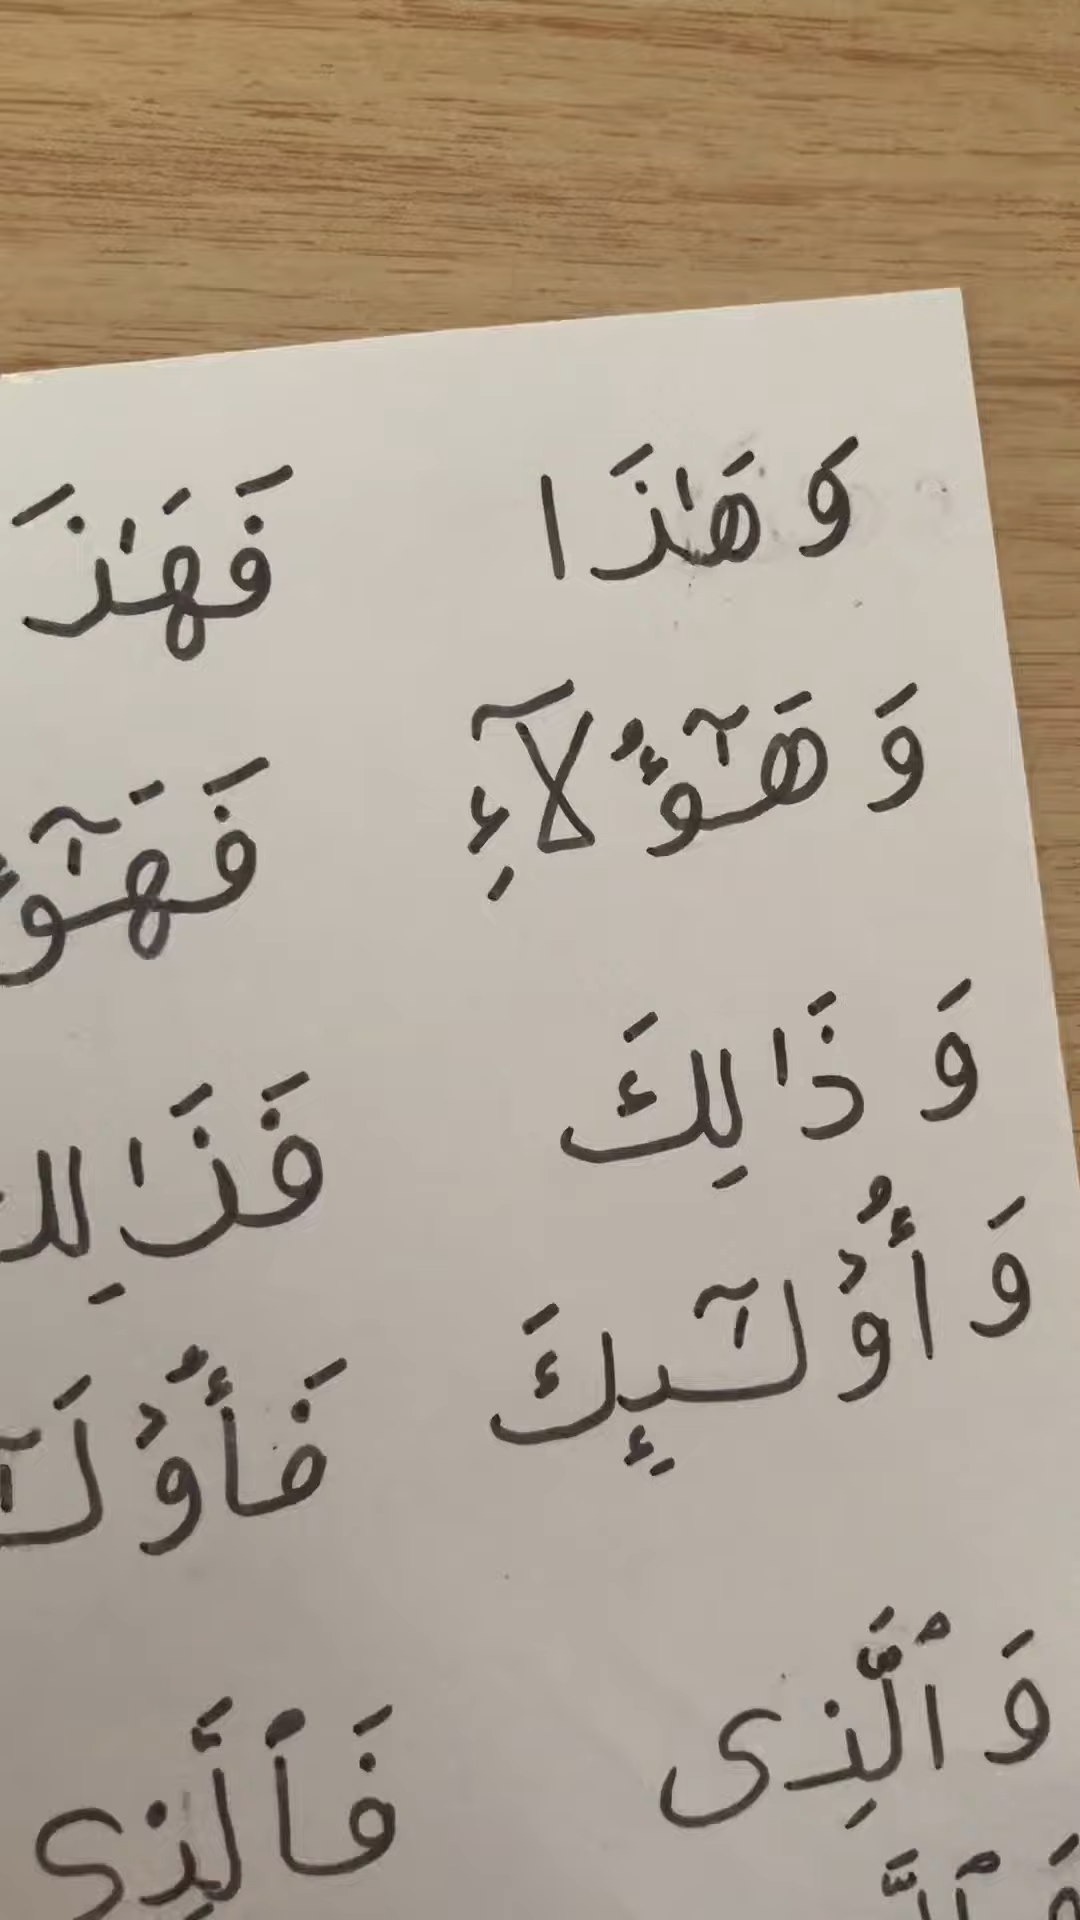 وَهَٰذَا فَهَٰذَ
وَهَٰٓؤُلَآءِ
وَذَٰلِكَ فَذَٰلِك
وَأُوْلَٰٓئِكَ فَأُوْلَٰٓ
وَٱلَّذِى فَٱلَّذِى